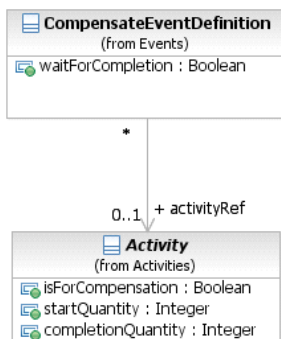 CompensateEventDefinition
(from Events)
waitForCompletion : Boolean
*
0..1
+ activityRef
Activity
(from Activities)
isForCompensation : Boolean
startQuantity : Integer
completionQuantity : Integer